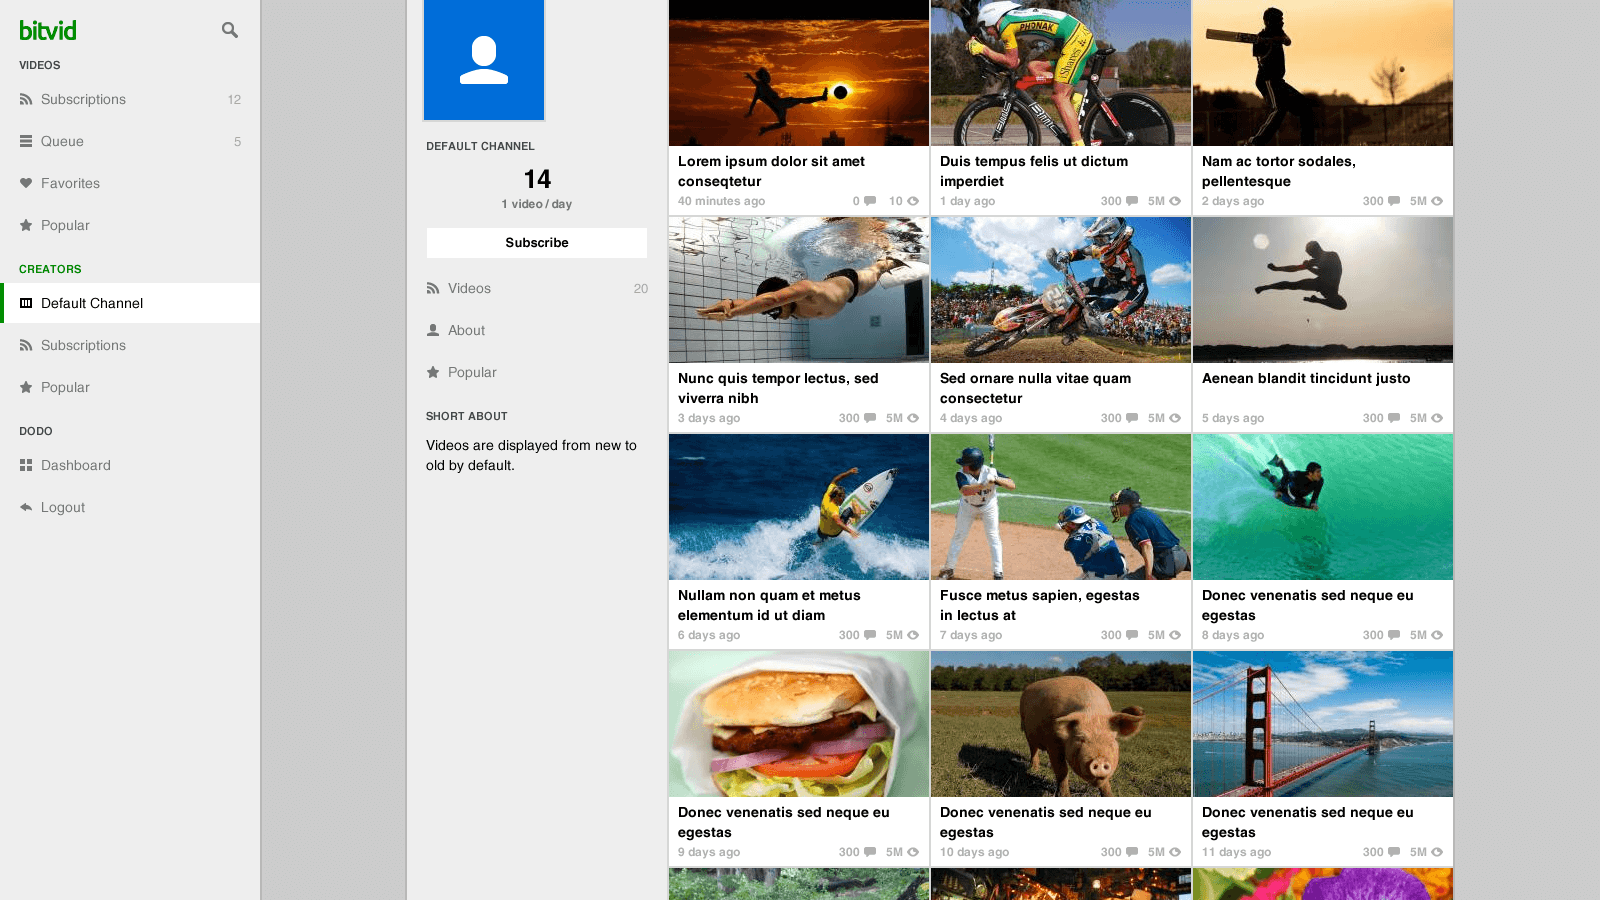 bitvid
VIDEOS
Subscriptions 12
Queue 5
Favorites
Popular
CREATORS
Default Channel
Subscriptions
Popular
DODO
Dashboard
Logout
DEFAULT CHANNEL
14
1 video / day
Subscribe
Videos 20
About
Popular
SHORT ABOUT
Videos are displayed from new to
old by default.
PHONAK
iShares
BMC
Lorem ipsum dolor sit amet
conseqtetur
40 minutes ago 0 10
Duis tempus felis ut dictum
imperdiet
1 day ago 300 5M
Nam ac tortor sodales,
pellentesque
2 days ago 300 5M
Nunc quis tempor lectus, sed
viverra nibh
3 days ago 300 5M
Sed ornare nulla vitae quam
consectetur
4 days ago 300 5M
Aenean blandit tincidunt justo
5 days ago 300 5M
Nullam non quam et metus
elementum id ut diam
6 days ago 300 5M
Fusce metus sapien, egestas
in lectus at
7 days ago 300 5M
Donec venenatis sed neque eu
egestas
8 days ago 300 5M
Donec venenatis sed neque eu
egestas
9 days ago 300 5M
Donec venenatis sed neque eu
egestas
10 days ago 300 5M
Donec venenatis sed neque eu
egestas
11 days ago 300 5M